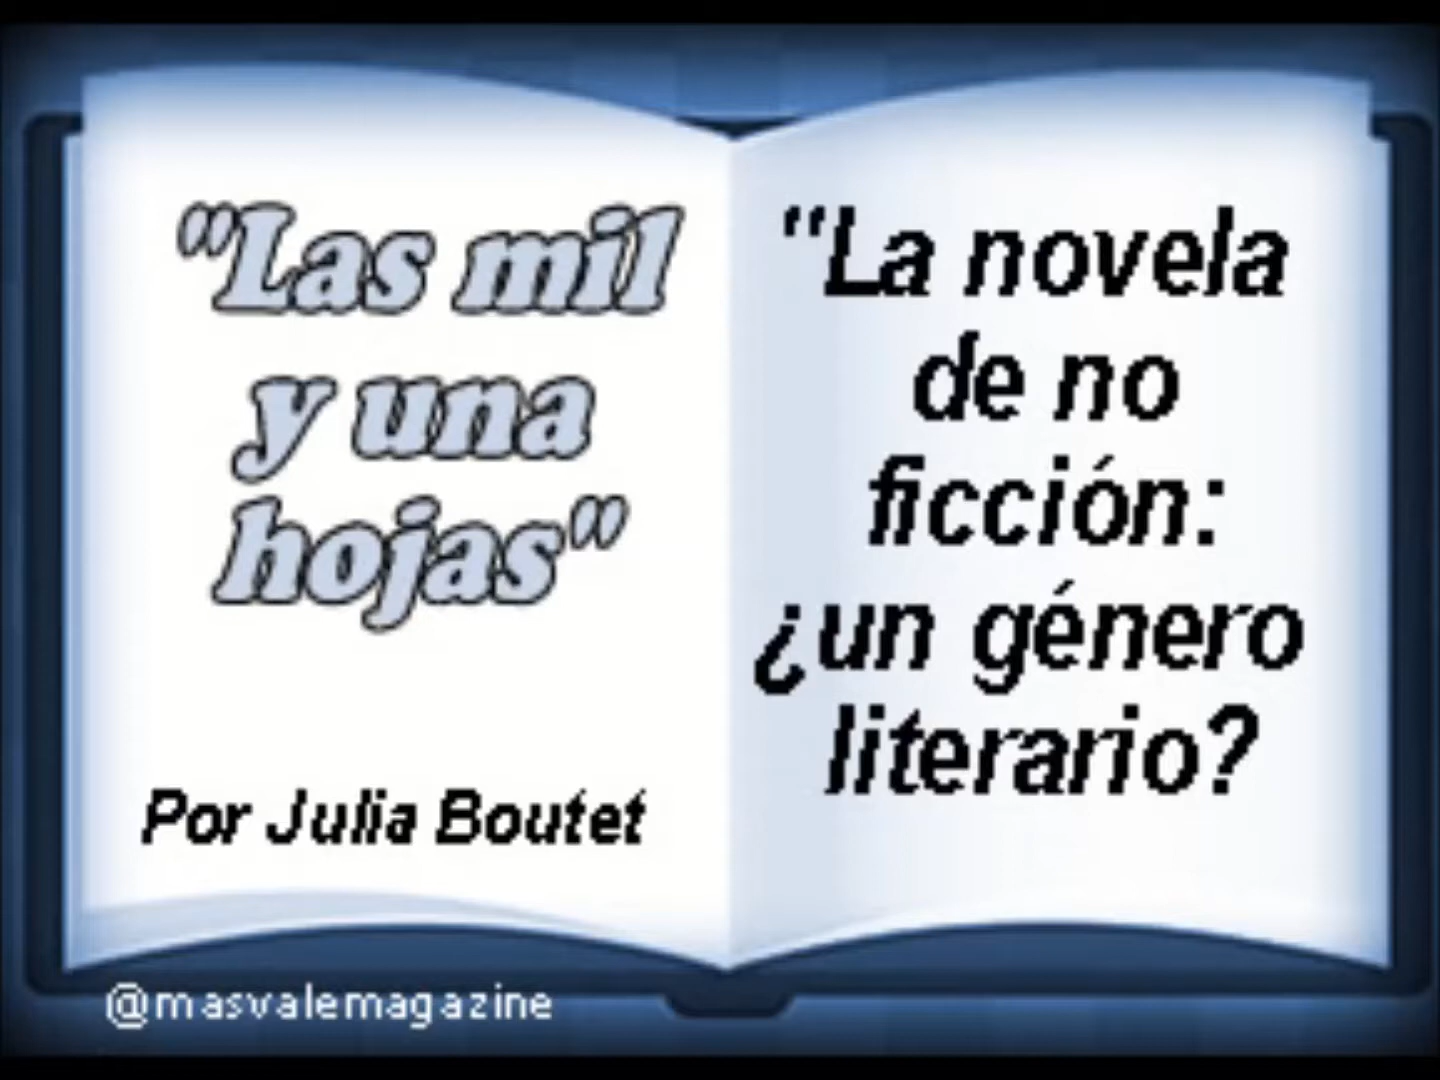 "Las mil
y una
hojas"
Por Julia Boutet
"La novela
de no
ficción:
¿un género
literario?
@masvalemagazine